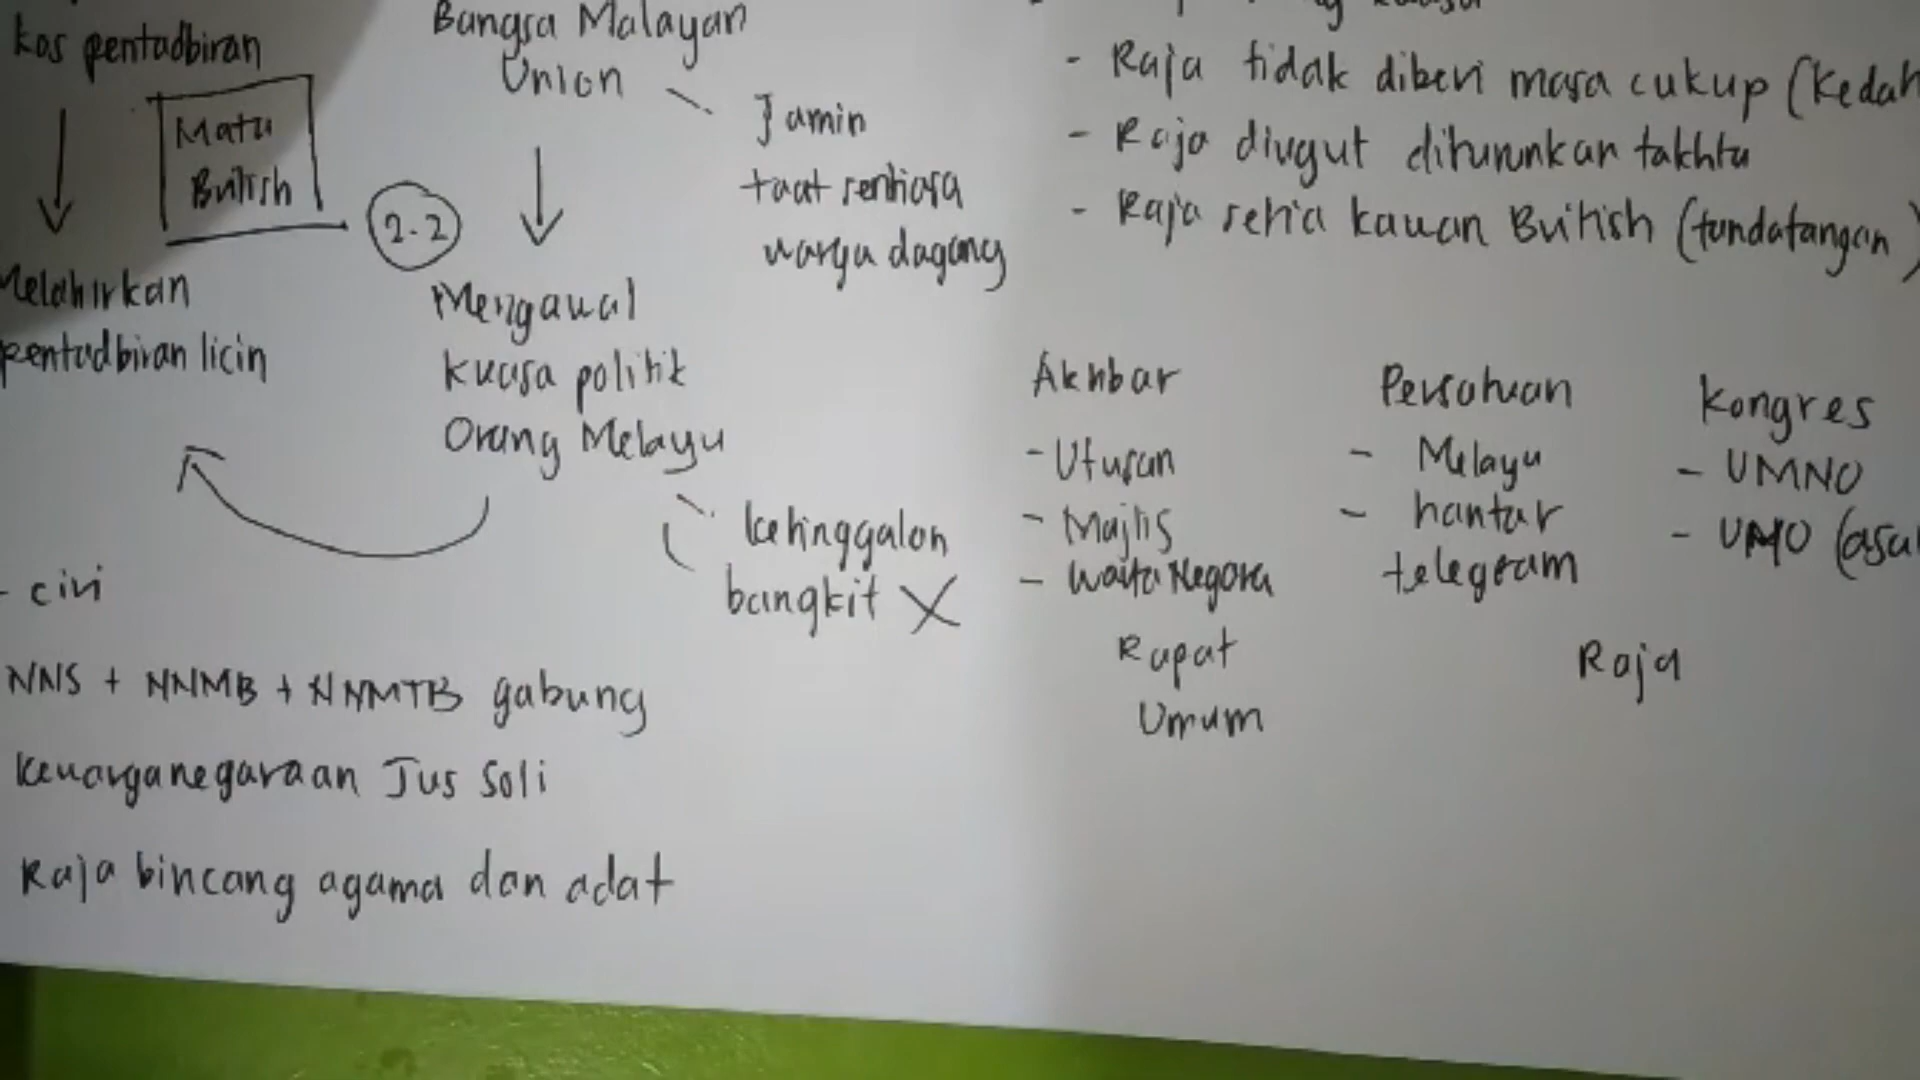 kos pentadbiran
Matu
British
2.2
Melahirkan
pentadbiran licin
Bangsa Malayan
Union
Jamin
taat sentiasa
warga dagang
Mengawal
kuasa politik
Orang Melayu
ketinggalan
bangkit X
- ciri
NNS + NNMB + NNMTB gabung
kewarganegaraan Jus Soli
Raja bincang agama dan adat
- Raja tidak diberi masa cukup (Kedah
- Raja diugut diturunkan takhta
- Raja setia kawan British (tandatangan)
Akhbar
- Utusan
- Majlis
- Warta Negara
Persatuan
- Melayu
- hantar
telegram
Kongres
- UMNO
- UMO (asal
Rapat
Umum
Raja